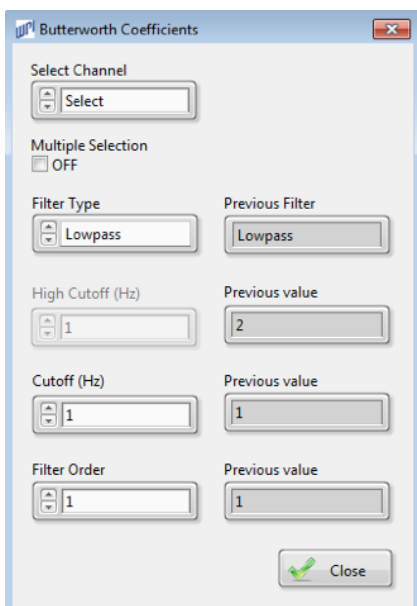 WPI Butterworth Coefficients
Select Channel
Select
Multiple Selection
OFF
Filter Type Previous Filter
Lowpass Lowpass
High Cutoff (Hz) Previous value
1 2
Cutoff (Hz) Previous value
1 1
Filter Order Previous value
1 1
Close